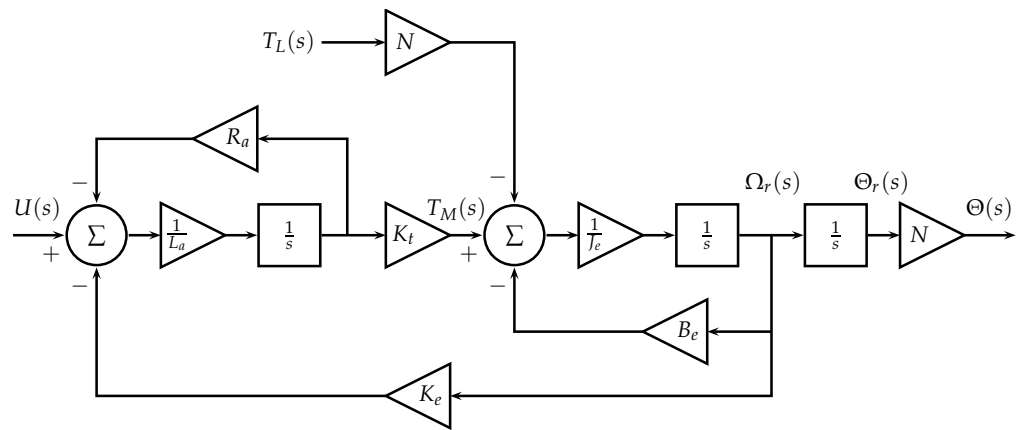 T_L(s)
N
R_a
−
−
U(s)
+
Σ
1/L_a
1/s
K_t
T_M(s)
+
Σ
1/J_e
1/s
Ω_r(s)
1/s
Θ_r(s)
N
Θ(s)
−
−
B_e
K_e